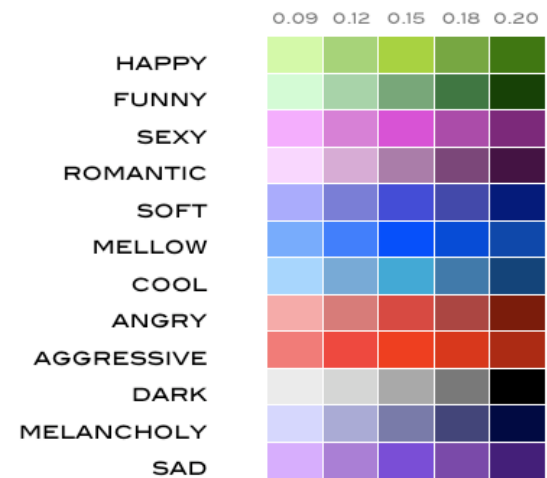 0.09 0.12 0.15 0.18 0.20
HAPPY
FUNNY
SEXY
ROMANTIC
SOFT
MELLOW
COOL
ANGRY
AGGRESSIVE
DARK
MELANCHOLY
SAD